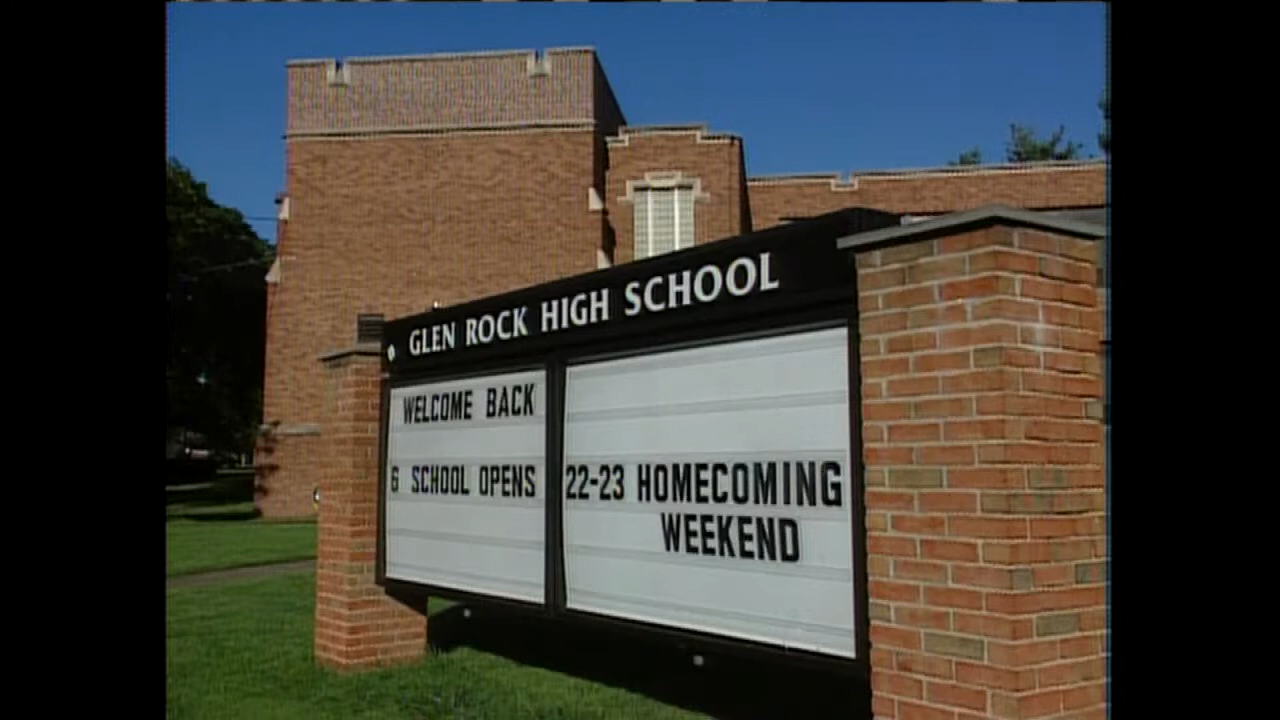 GLEN ROCK HIGH SCHOOL
WELCOME BACK
6 SCHOOL OPENS
22-23 HOMECOMING
WEEKEND